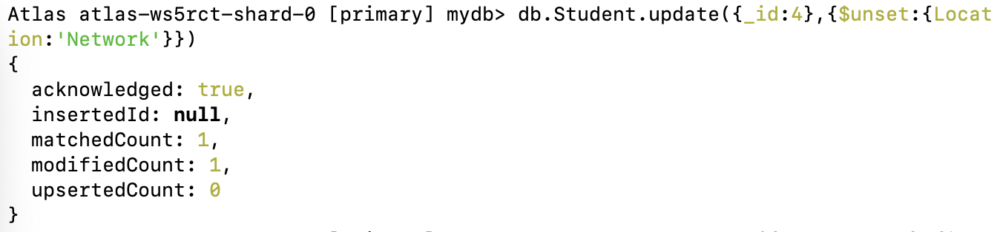 Atlas atlas-ws5rct-shard-0 [primary] mydb> db.Student.update({_id:4},{$unset:{Locat
ion:'Network'}})
{
  acknowledged: true,
  insertedId: null,
  matchedCount: 1,
  modifiedCount: 1,
  upsertedCount: 0
}